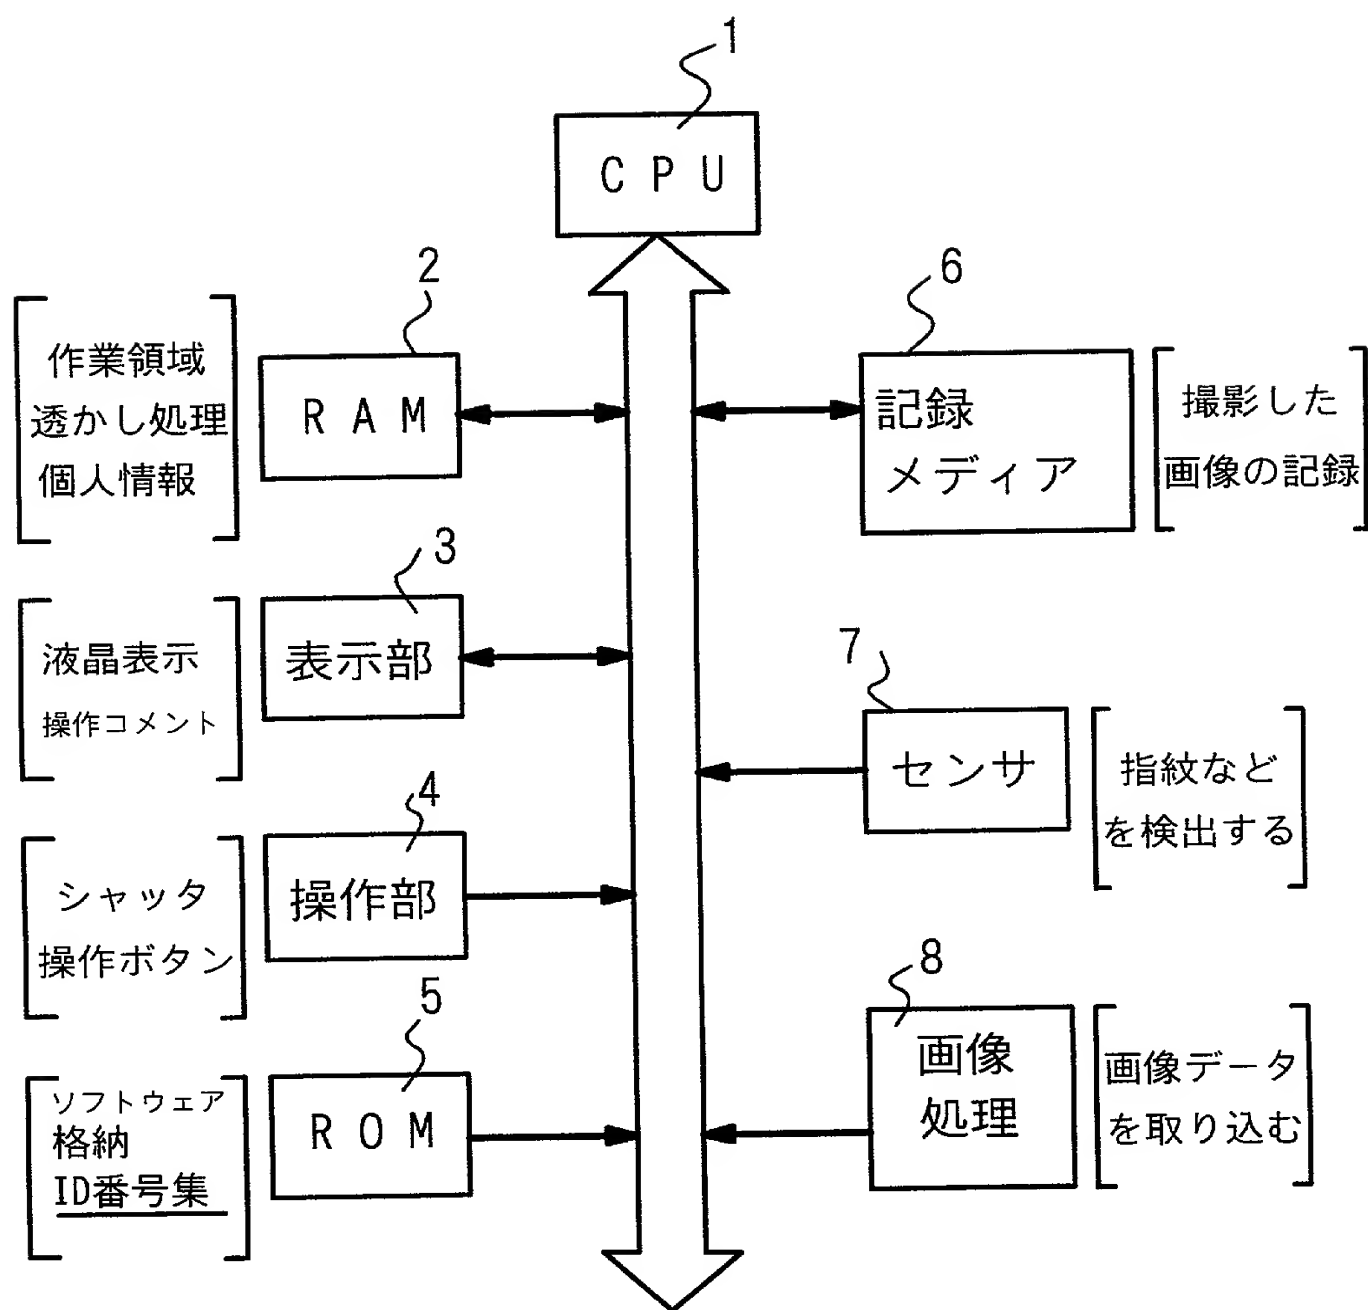 1
CPU
2
作業領域
透かし処理
個人情報
RAM
3
液晶表示
操作コメント
表示部
4
シャッタ
操作ボタン
操作部
5
ソフトウェア
格納
ID番号集
ROM
6
記録
メディア
撮影した
画像の記録
7
センサ
指紋など
を検出する
8
画像
処理
画像データ
を取り込む